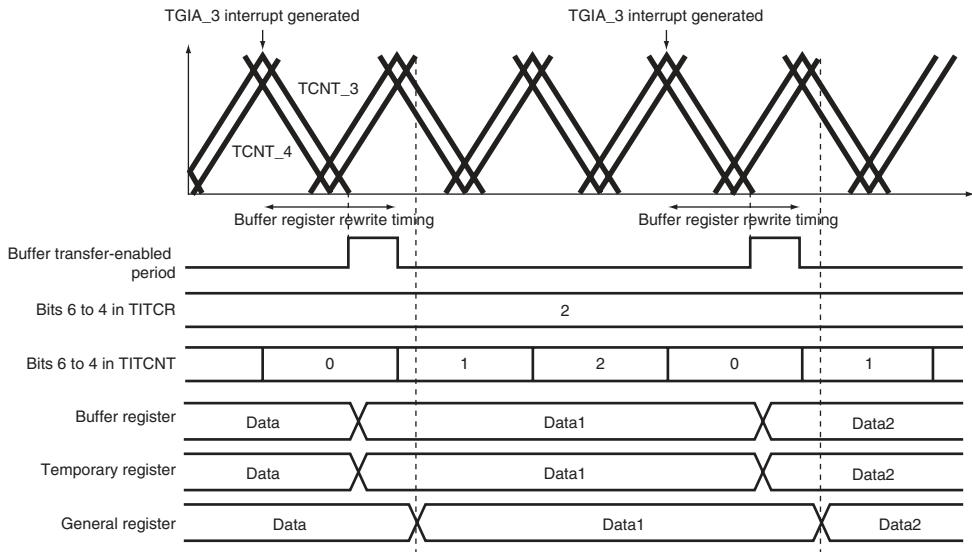 TGIA_3 interrupt generated
TGIA_3 interrupt generated
TCNT_3
TCNT_4
Buffer register rewrite timing
Buffer register rewrite timing
Buffer transfer-enabled
period
Bits 6 to 4 in TITCR
2
Bits 6 to 4 in TITCNT
0
1
2
0
1
Buffer register
Data
Data1
Data2
Temporary register
Data
Data1
Data2
General register
Data
Data1
Data2